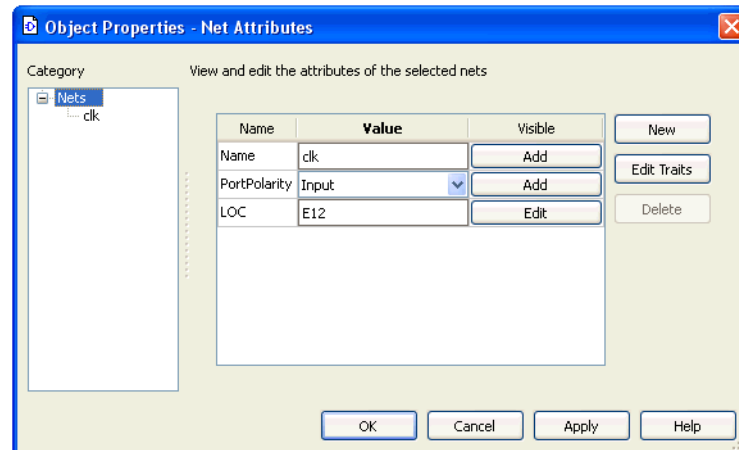 Object Properties - Net Attributes
Category
View and edit the attributes of the selected nets
Nets
clk
Name Value Visible
Name clk Add
PortPolarity Input Add
LOC E12 Edit
New
Edit Traits
Delete
OK Cancel Apply Help